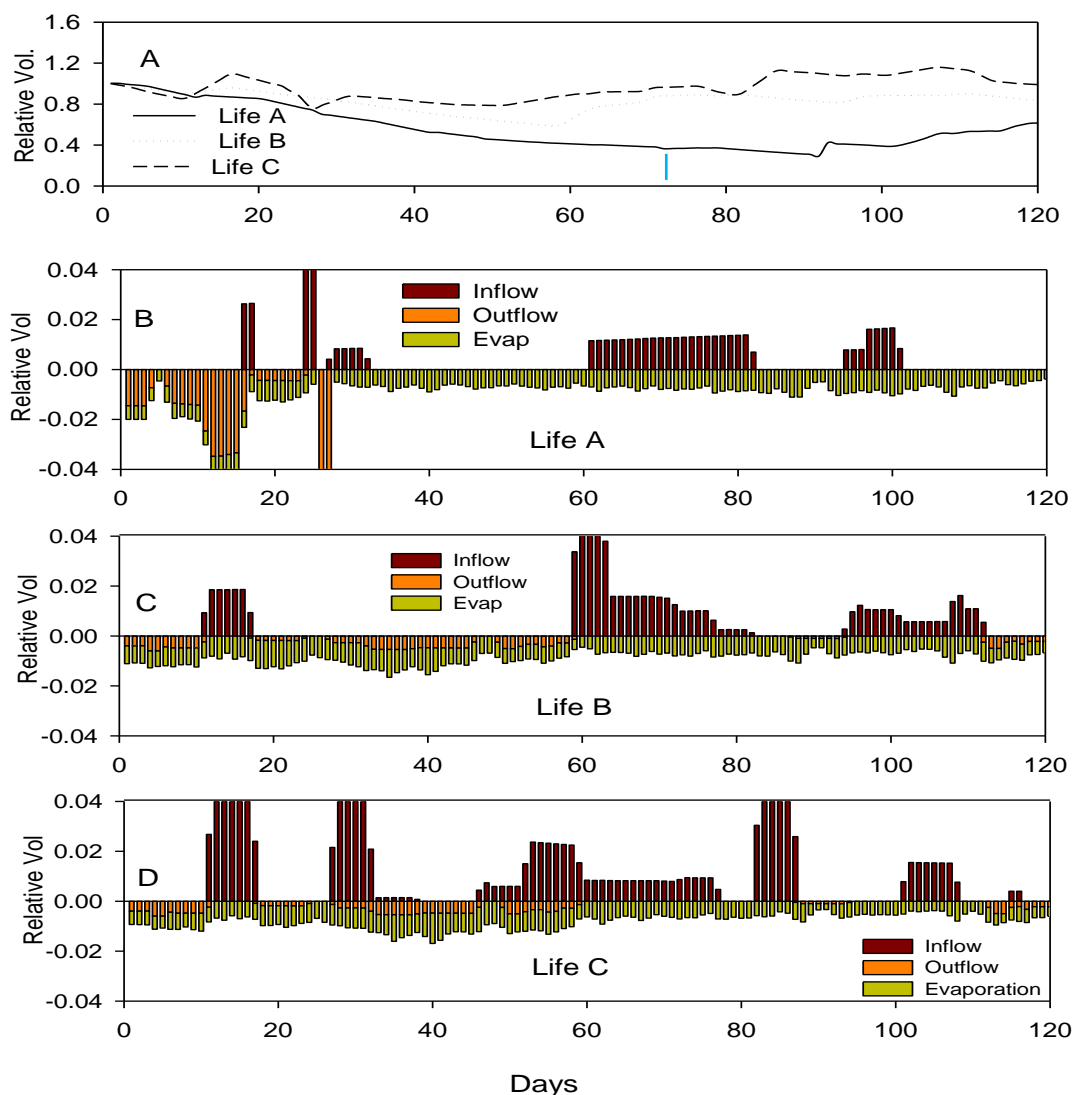 1.6
1.2
0.8
0.4
0.0
Relative Vol.
A
Life A
Life B
Life C
0 20 40 60 80 100 120
0.04
0.02
0.00
-0.02
-0.04
Relative Vol
B
Inflow
Outflow
Evap
Life A
0 20 40 60 80 100 120
0.04
0.02
0.00
-0.02
-0.04
Relative Vol
C
Inflow
Outflow
Evap
Life B
0 20 40 60 80 100 120
0.04
0.02
0.00
-0.02
-0.04
Relative Vol
D
Life C
Inflow
Outflow
Evaporation
0 20 40 60 80 100 120
Days